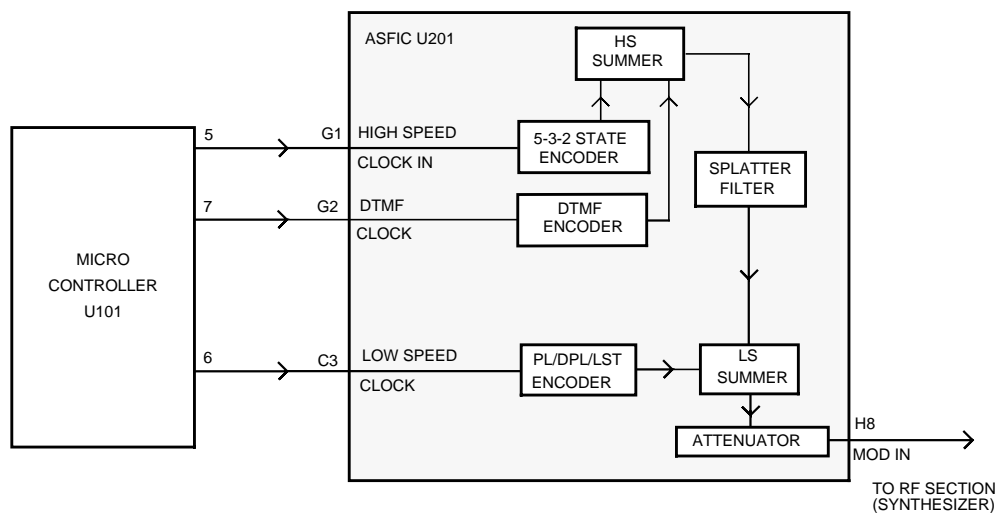 ASFIC U201
HS
SUMMER
5
G1
HIGH SPEED
CLOCK IN
5-3-2 STATE
ENCODER
SPLATTER
FILTER
7
G2
DTMF
CLOCK
DTMF
ENCODER
MICRO
CONTROLLER
U101
6
C3
LOW SPEED
CLOCK
PL/DPL/LST
ENCODER
LS
SUMMER
ATTENUATOR
H8
MOD IN
TO RF SECTION
(SYNTHESIZER)